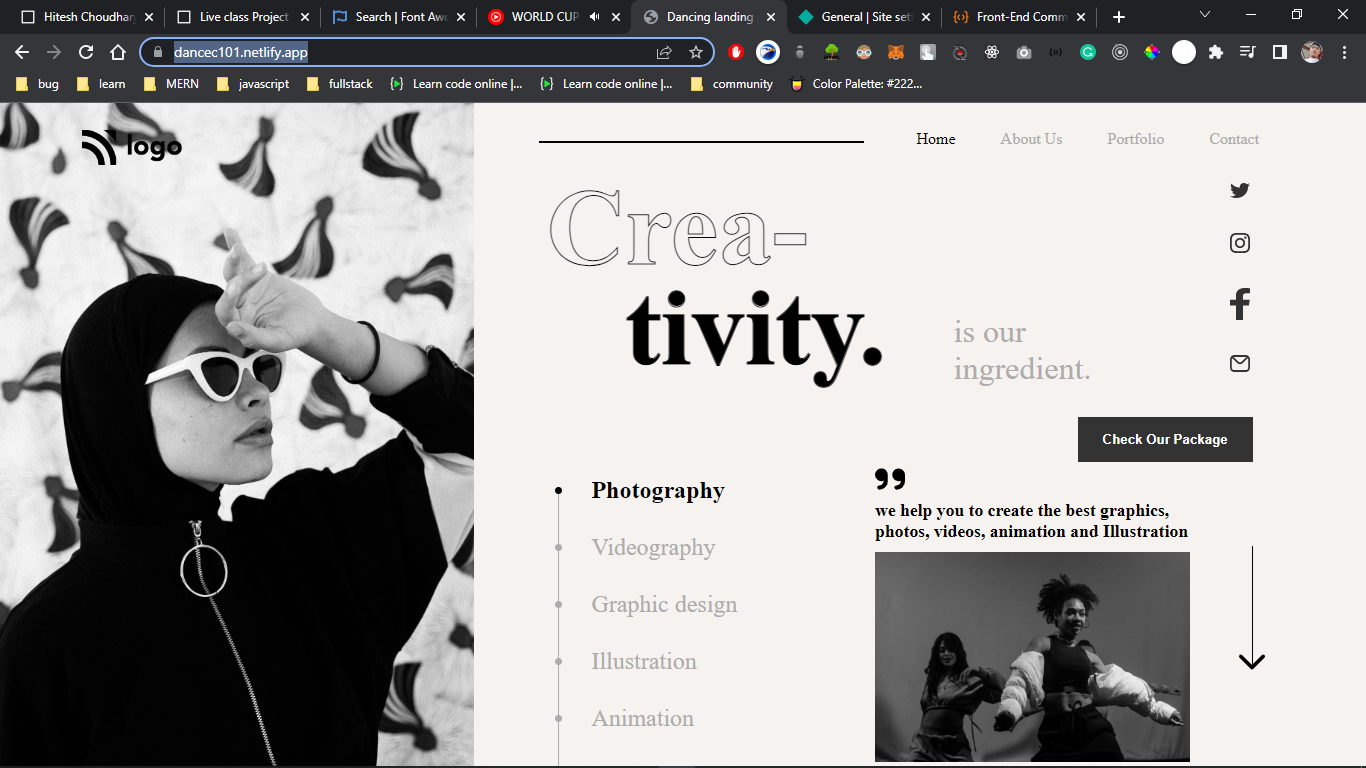 Hitesh Choudhary
Live class Project
Search | Font Awe
WORLD CUP
Dancing landing
General | Site set
Front-End Comm
dancec101.netlify.app
bug
learn
MERN
javascript
fullstack
Learn code online |...
Learn code online |...
community
Color Palette: #222...
logo
Home
About Us
Portfolio
Contact
Crea-
tivity.
is our
ingredient.
Check Our Package
Photography
Videography
Graphic design
Illustration
Animation
we help you to create the best graphics,
photos, videos, animation and Illustration